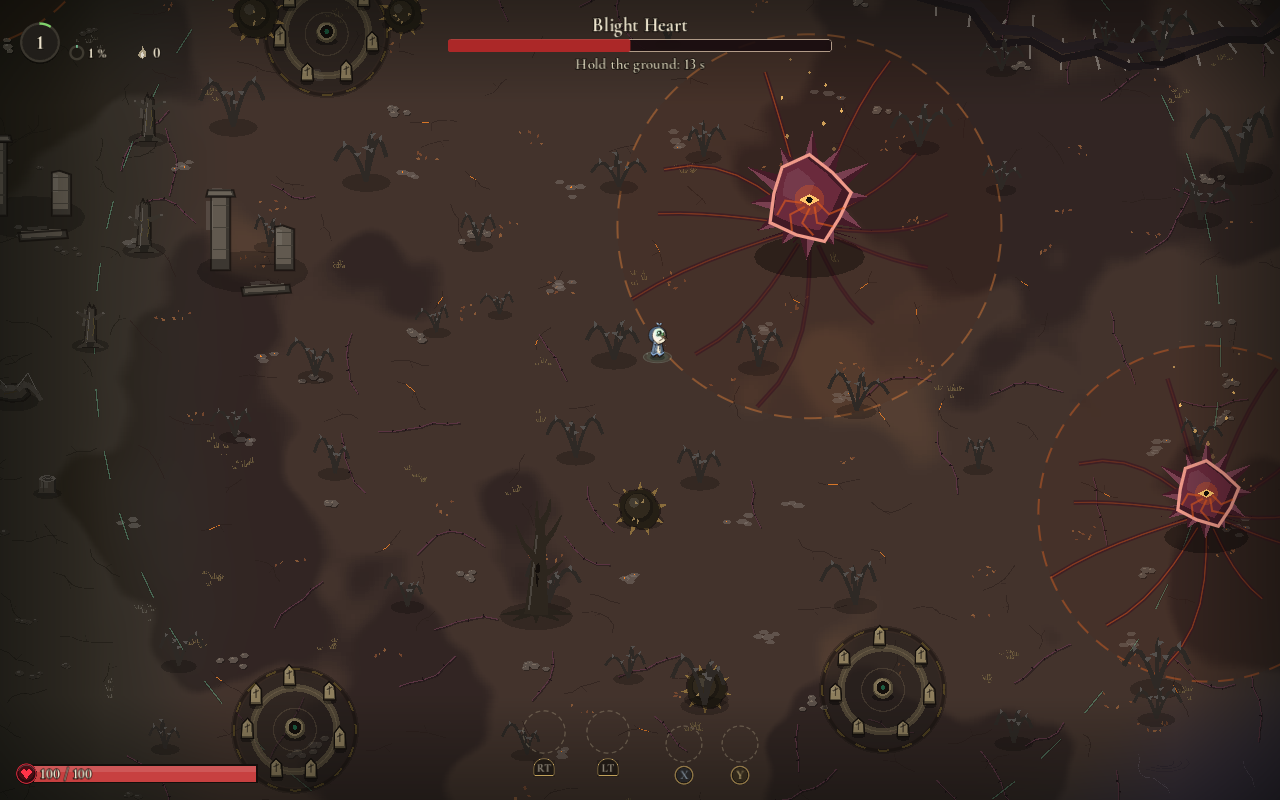 Blight Heart
1
1 %
0
Hold the ground: 13 s
100 / 100
RT
LT
X
Y